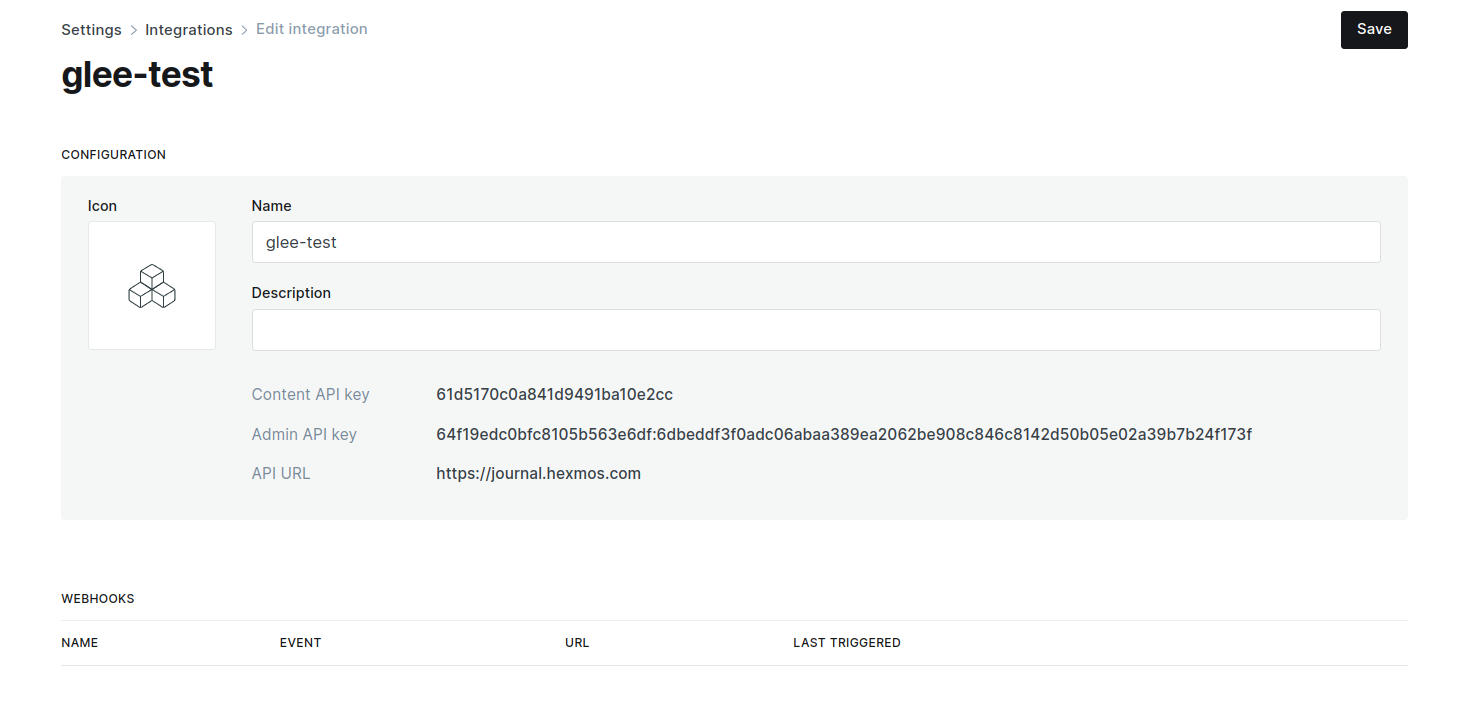 Settings > Integrations > Edit integration
Save
glee-test
CONFIGURATION
Icon
Name
glee-test
Description
Content API key 61d5170c0a841d9491ba10e2cc
Admin API key 64f19edc0bfc8105b563e6df:6dbeddf3f0adc06abaa389ea2062be908c846c8142d50b05e02a39b7b24f173f
API URL https://journal.hexmos.com
WEBHOOKS
NAME EVENT URL LAST TRIGGERED